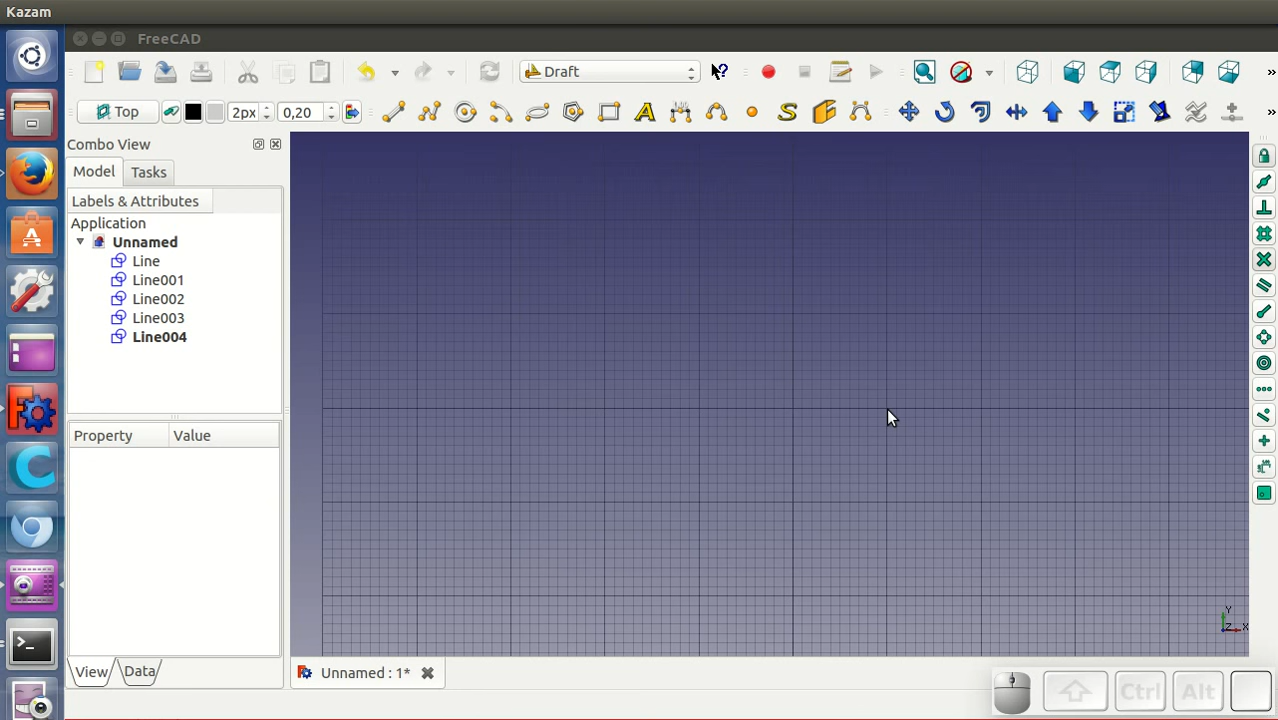 Kazam
FreeCAD
Draft
»
Top
2px
0,20
»
Combo View
Model
Tasks
Labels & Attributes
Application
Unnamed
Line
Line001
Line002
Line003
Line004
Property
Value
View
Data
Unnamed : 1*
Y
Z
X
Ctrl
Alt